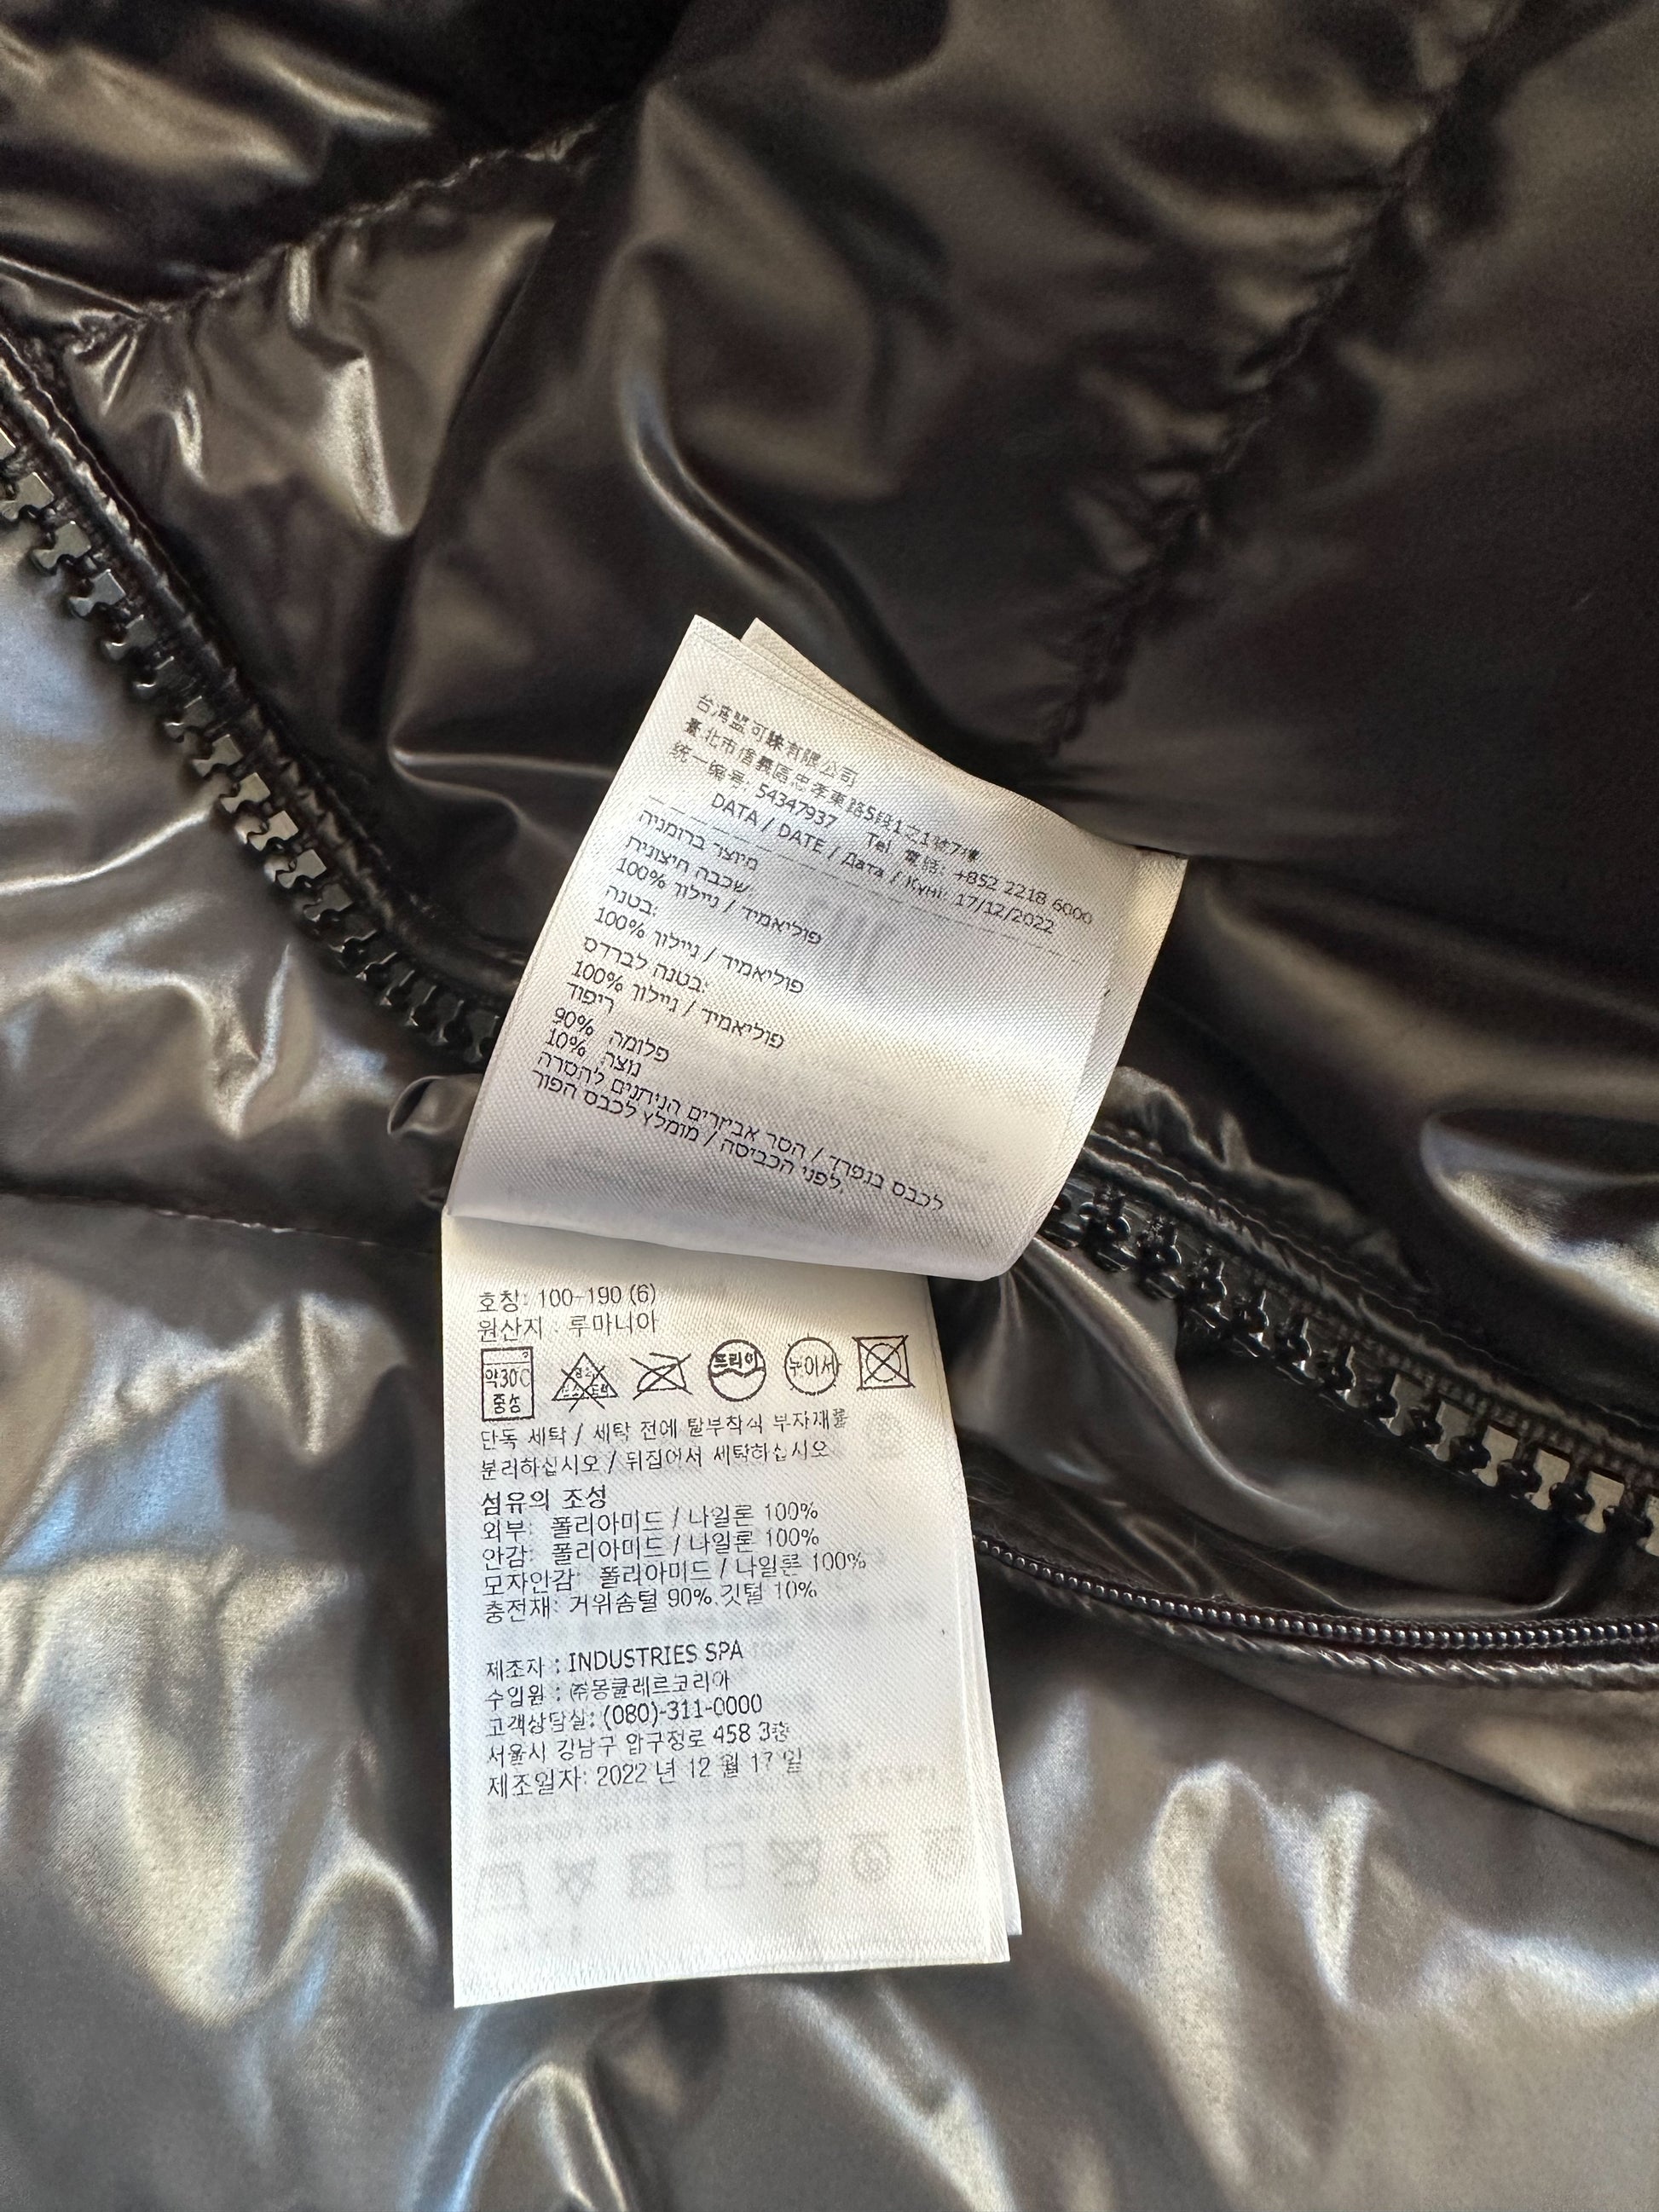 台灣盟可睞有限公司
臺北市信義區忠孝東路5段1之1號7樓
统一编号: 54347937 Tel 電話: +852 2218 6000
DATA / DATE / Дата / Күні: 17/12/2022
מיוצר ברומניה
שכבה חיצונית:
100% פוליאמיד / ניילון
בטנה:
100% פוליאמיד / ניילון
בטנה לברדס:
100% פוליאמיד / ניילון
ריפוד
90% פלומה
10% נוצה
לכבס בנפרד / הסר אביזרים הניתנים להסרה
לפני הכביסה / מומלץ לכבס הפוך.
호칭: 100-190 (6)
원산지 : 루마니아
약30℃
중성
드라이
뉘어서
단독 세탁 / 세탁 전에 탈부착식 부자재를
분리하십시오 / 뒤집어서 세탁하십시오
섬유의 조성
외부: 폴리아미드 / 나일론 100%
안감: 폴리아미드 / 나일론 100%
모자안감: 폴리아미드 / 나일론 100%
충전재: 거위솜털 90%.깃털 10%
제조자 : INDUSTRIES SPA
수입원 : ㈜몽클레르코리아
고객상담실: (080)-311-0000
서울시 강남구 압구정로 458 3층
제조일자: 2022 년 12 월 17 일